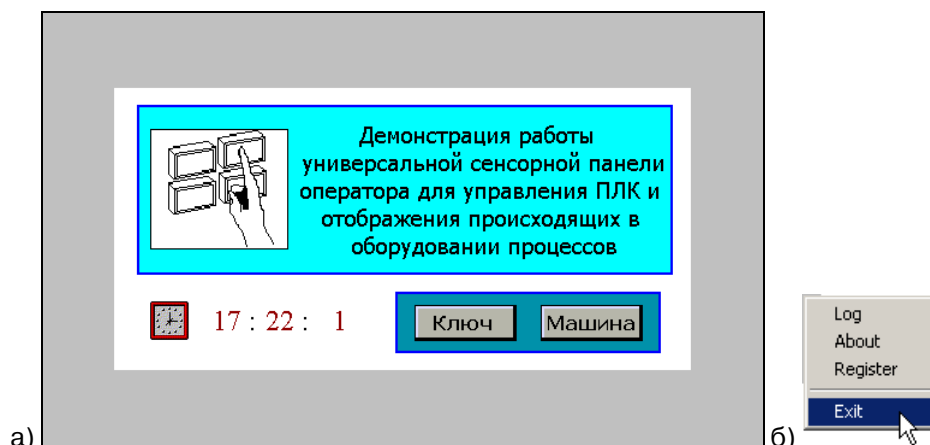 Демонстрация работы
универсальной сенсорной панели
оператора для управления ПЛК и
отображения происходящих в
оборудовании процессов
17 : 22 : 1
Ключ
Машина
а)
Log
About
Register
Exit
б)